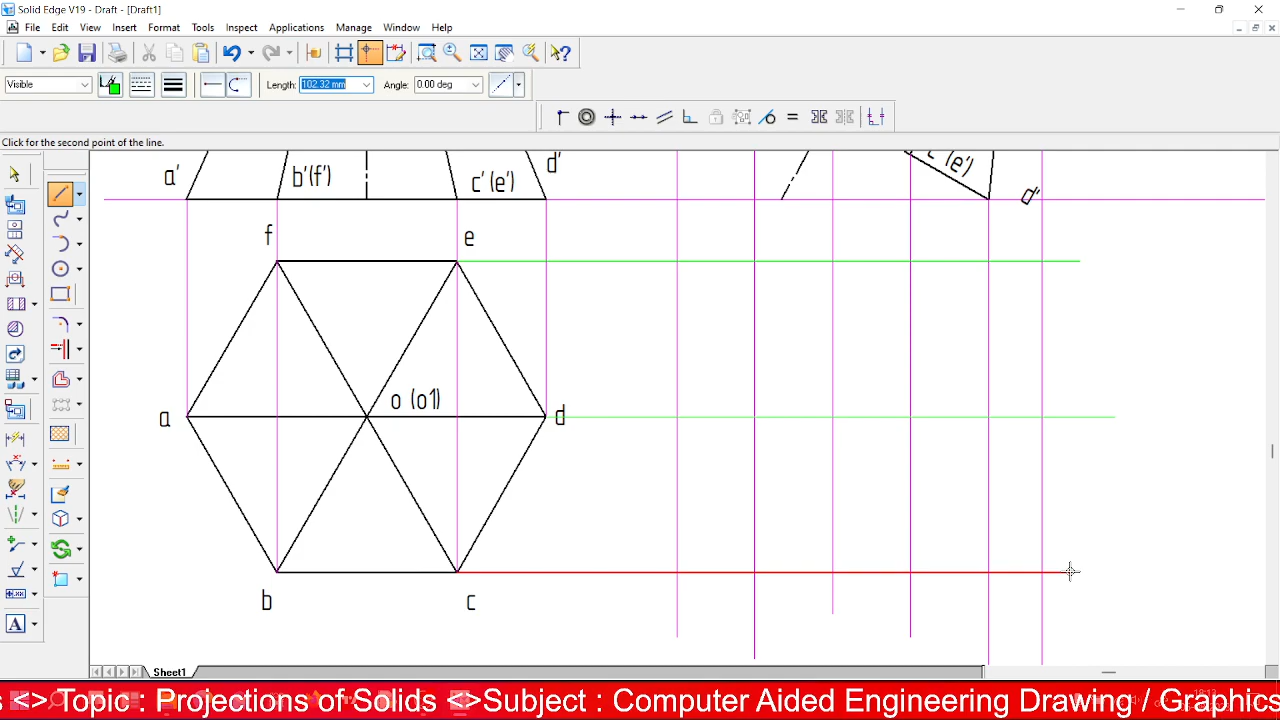 Solid Edge V19 - Draft - [Draft1]
File Edit View Insert Format Tools Inspect Applications Manage Window Help
Visible Length: 102.32 mm Angle: 0.00 deg
Click for the second point of the line.
a' b'(f') c'(e') d' c'(e') d''
f e
a o (o1) d
b c
Sheet1
s <> Topic : Projections of Solids <>Subject : Computer Aided Engineering Drawing / Graphics
18:13